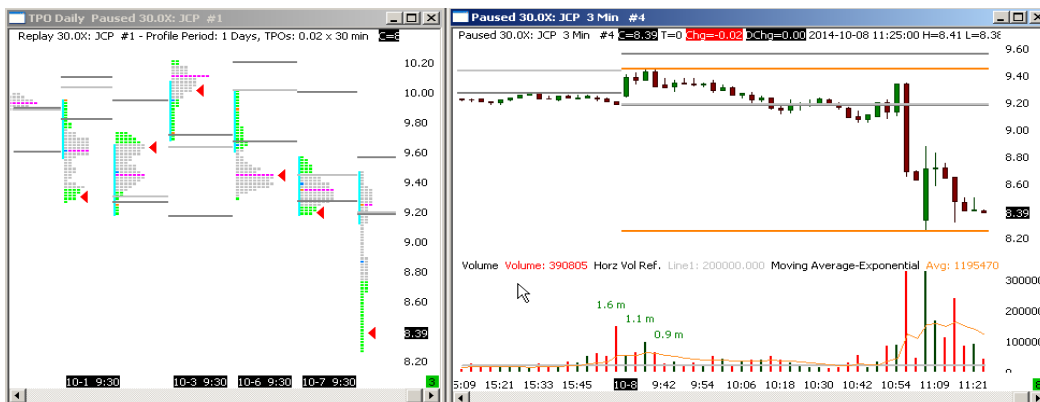 TPO Daily Paused 30.0X: JCP #1
Replay 30.0X: JCP #1 - Profile Period: 1 Days, TPOs: 0.02 x 30 min
10.20
10.00
9.80
9.60
9.40
9.20
9.00
8.80
8.60
8.39
8.20
10-1 9:30 10-3 9:30 10-6 9:30 10-7 9:30 3
Paused 30.0X: JCP 3 Min #4
Paused 30.0X: JCP 3 Min #4 C=8.39 T=0 Chg=-0.02 DChg=0.00 2014-10-08 11:25:00 H=8.41 L=8.38
9.60
9.40
9.20
9.00
8.80
8.60
8.39
8.20
Volume Volume: 390805 Horz Vol Ref. Line1: 200000.000 Moving Average-Exponential Avg: 1195470
300000
1.6 m
1.1 m
0.9 m
200000
100000
0
5:09 15:21 15:33 15:45 10-8 9:42 9:54 10:06 10:18 10:30 10:42 10:54 11:09 11:21